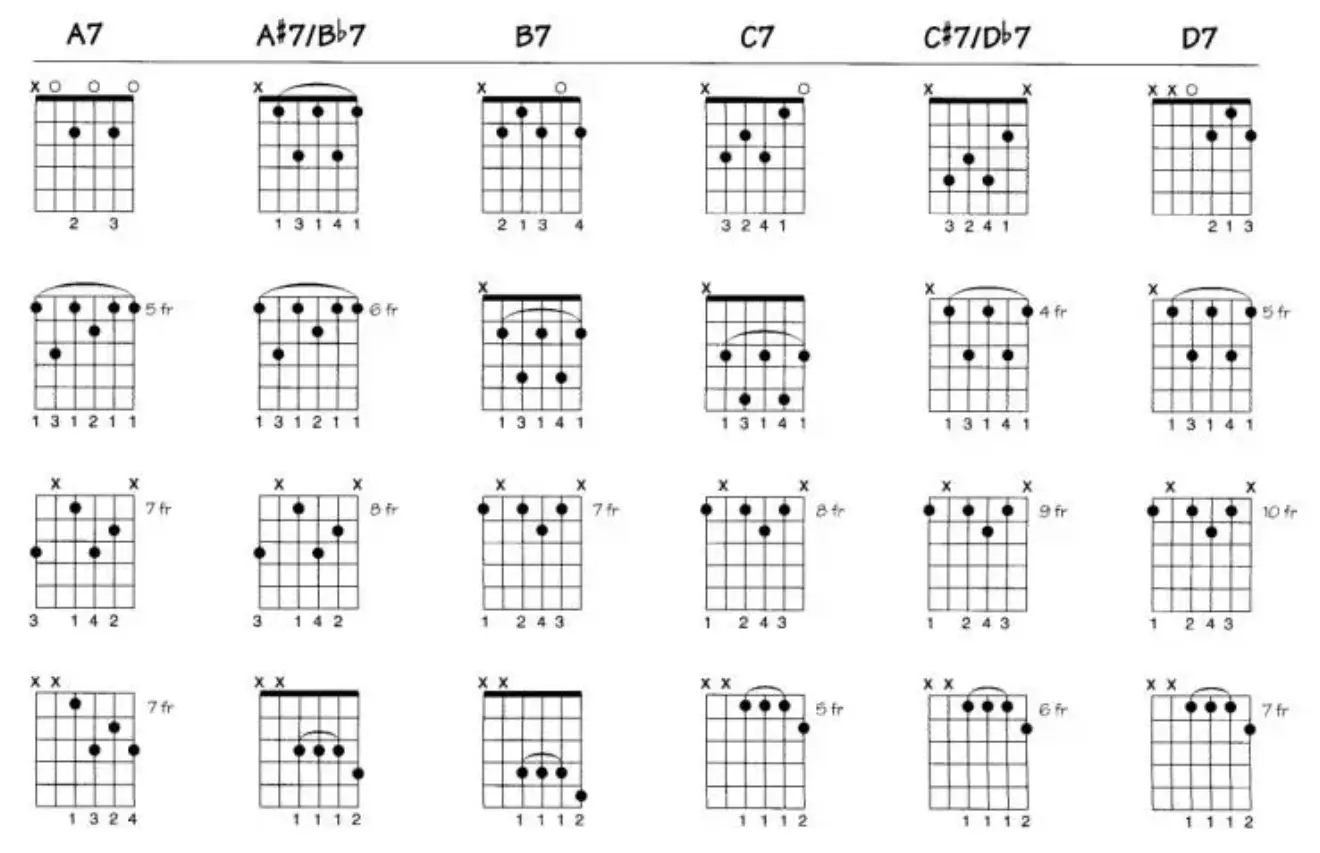 A7 A♯7/B♭7 B7 C7 C♯7/D♭7 D7
x o o o x x o x o x x x x o
2 3 1 3 1 4 1 2 1 3 4 3 2 4 1 3 2 4 1 2 1 3
x x x x
5 fr 6 fr 4 fr 5 fr
1 3 1 2 1 1 1 3 1 2 1 1 1 3 1 4 1 1 3 1 4 1 1 3 1 4 1 1 3 1 4 1
x x x x x x x x x x x x
7 fr 8 fr 7 fr 8 fr 9 fr 10 fr
3 1 4 2 3 1 4 2 1 2 4 3 1 2 4 3 1 2 4 3 1 2 4 3
x x x x x x x x x x x x
7 fr 5 fr 6 fr 7 fr
1 3 2 4 1 1 1 2 1 1 1 2 1 1 1 2 1 1 1 2 1 1 1 2